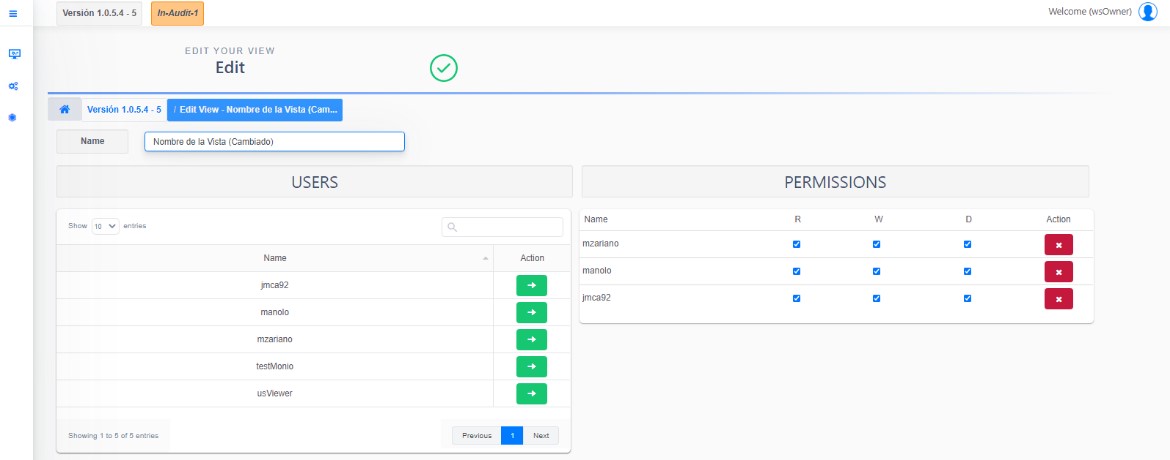 Versión 1.0.5.4 - 5 In-Audit-1 Welcome (wsOwner)
EDIT YOUR VIEW
Edit
Versión 1.0.5.4 - 5 / Edit View - Nombre de la Vista (Cam...
Name Nombre de la Vista (Cambiado)
USERS
Show 10 entries
Name Action
jmca92
manolo
mzariano
testMonio
usViewer
Showing 1 to 5 of 5 entries Previous 1 Next
PERMISSIONS
Name R W D Action
mzariano
manolo
jmca92